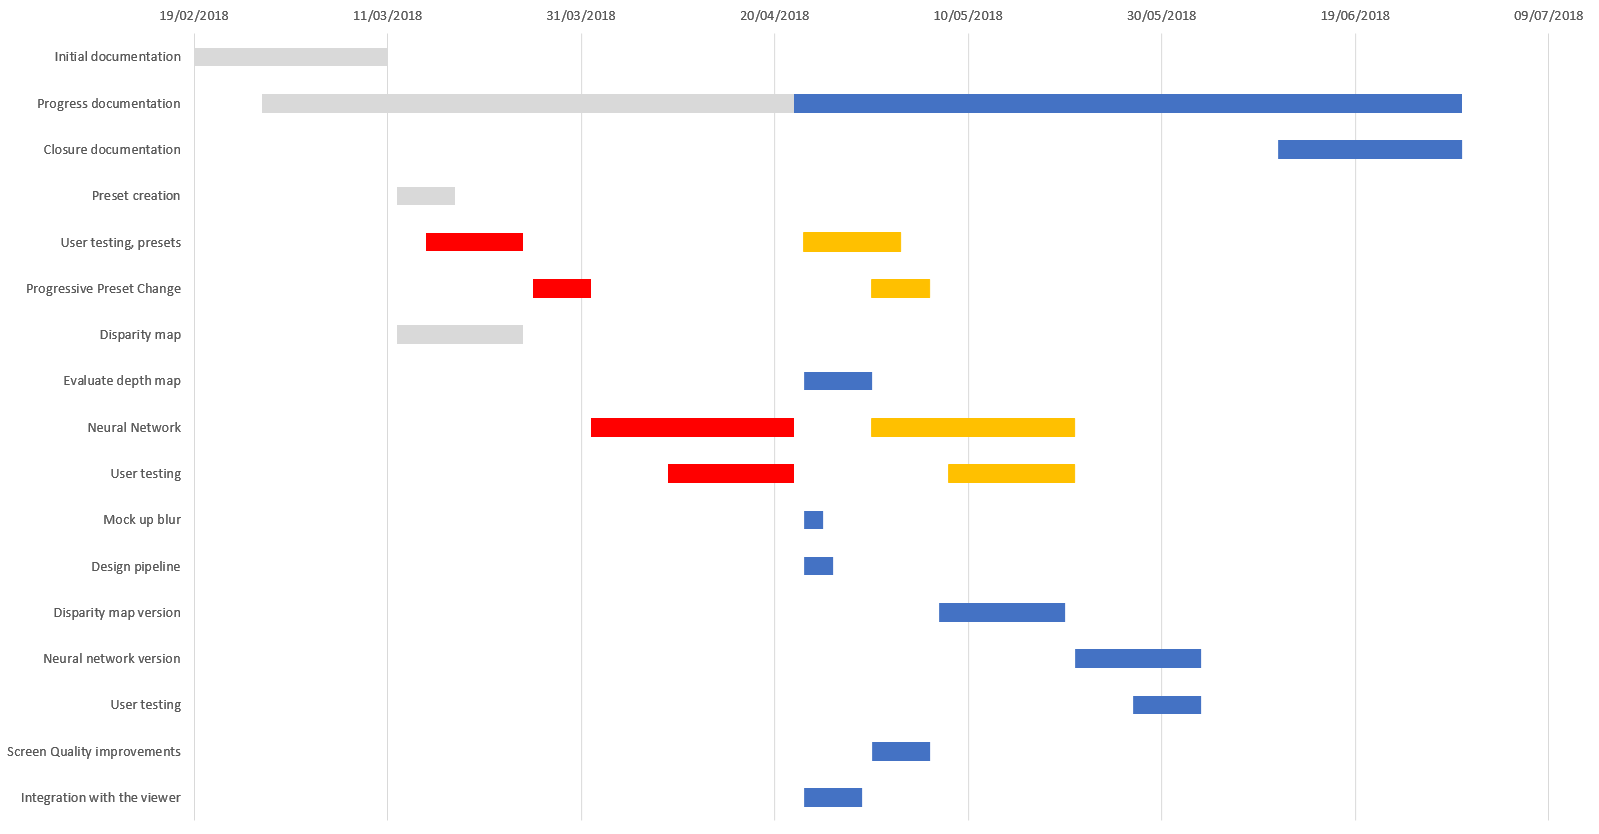 19/02/2018 11/03/2018 31/03/2018 20/04/2018 10/05/2018 30/05/2018 19/06/2018 09/07/2018
Initial documentation
Progress documentation
Closure documentation
Preset creation
User testing, presets
Progressive Preset Change
Disparity map
Evaluate depth map
Neural Network
User testing
Mock up blur
Design pipeline
Disparity map version
Neural network version
User testing
Screen Quality improvements
Integration with the viewer